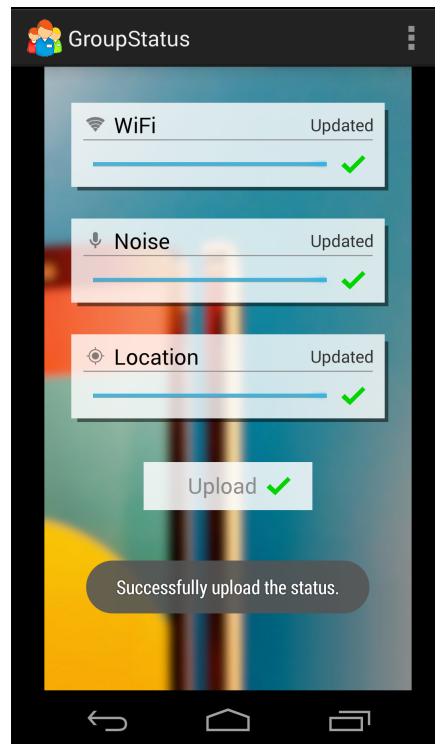 GroupStatus
WiFi Updated
Noise Updated
Location Updated
Upload
Successfully upload the status.